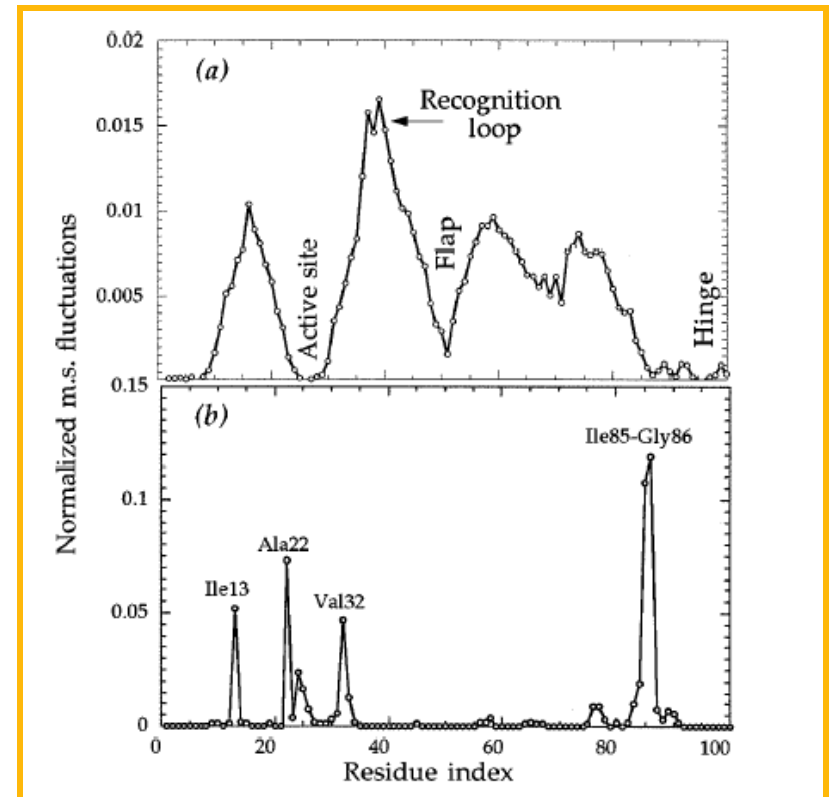 0.02
(a)
Recognition
loop
0.015
0.01
0.005
Active site
Flap
Hinge
Normalized m.s. fluctuations
0.15
(b)
Ile85-Gly86
0.1
Ala22
Ile13
Val32
0.05
0
0 20 40 60 80 100
Residue index